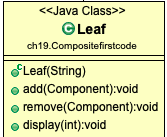 <<Java Class>>
Leaf
ch19.Compositefirstcode
Leaf(String)
add(Component):void
remove(Component):void
display(int):void